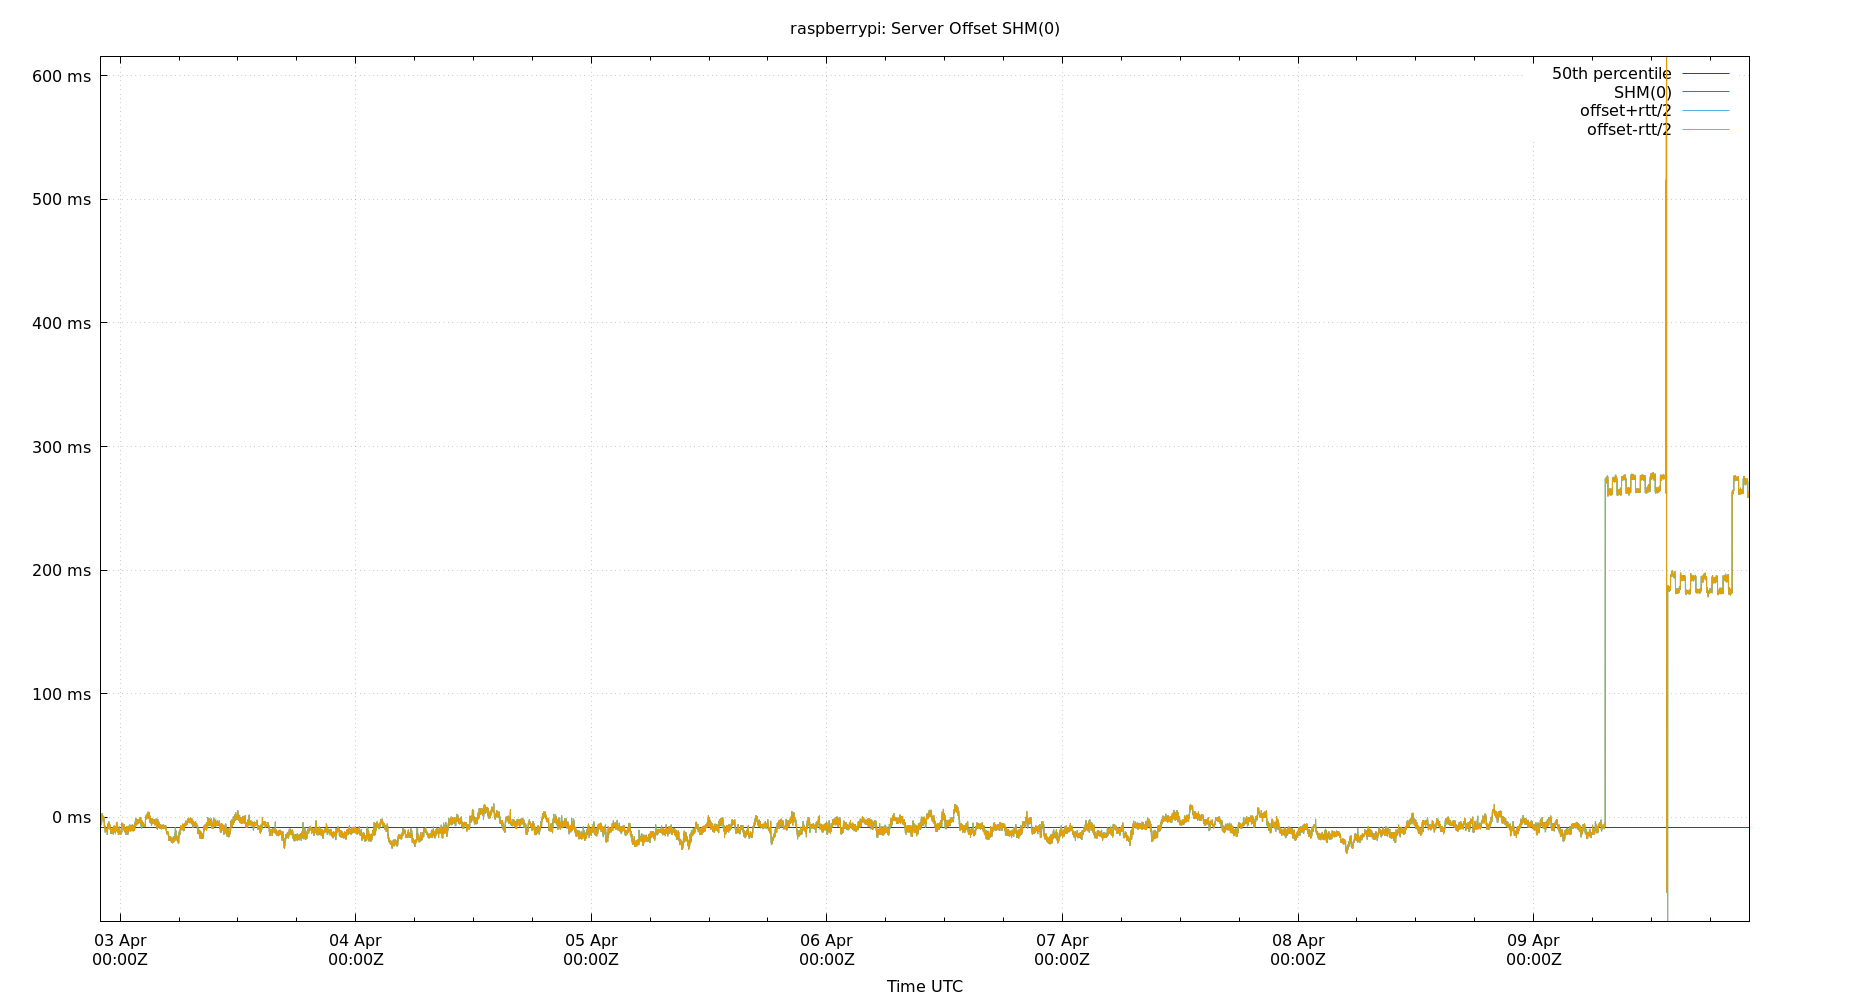 raspberrypi: Server Offset SHM(0)
600 ms
500 ms
400 ms
300 ms
200 ms
100 ms
0 ms
50th percentile
SHM(0)
offset+rtt/2
offset-rtt/2
03 Apr
00:00Z
04 Apr
00:00Z
05 Apr
00:00Z
06 Apr
00:00Z
07 Apr
00:00Z
08 Apr
00:00Z
09 Apr
00:00Z
Time UTC